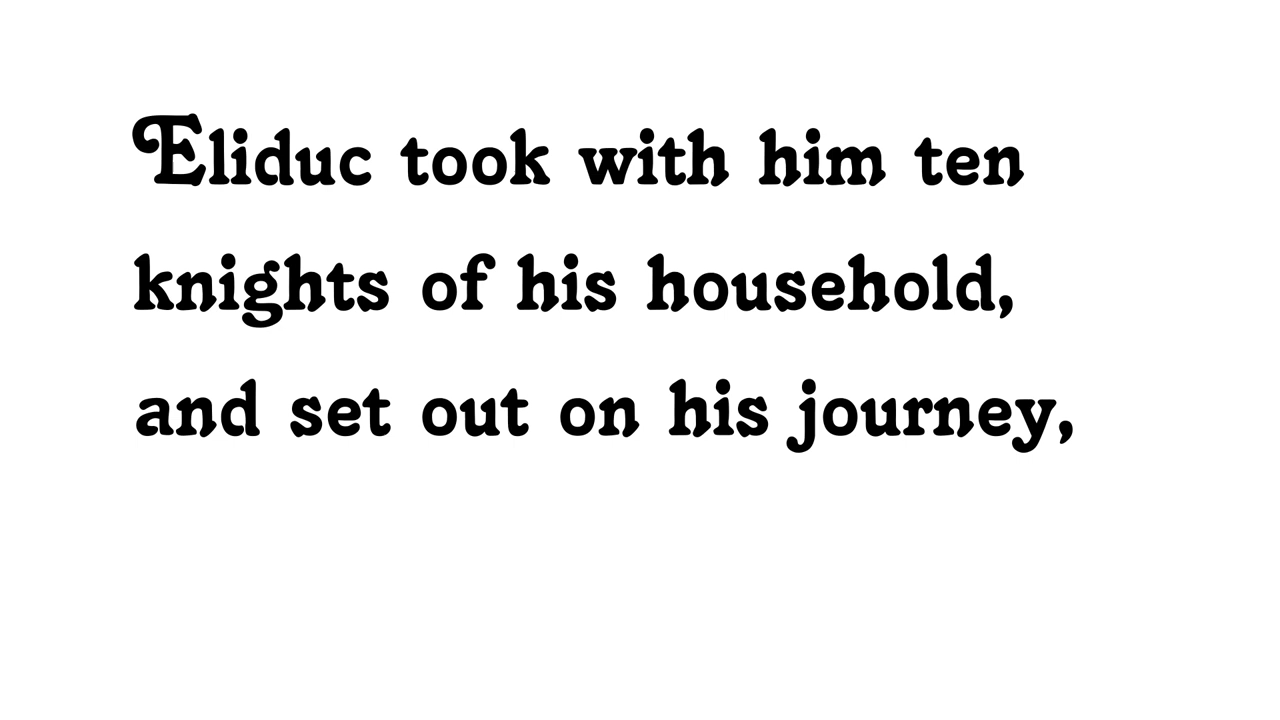 Eliduc took with him ten
knights of his household,
and set out on his journey,